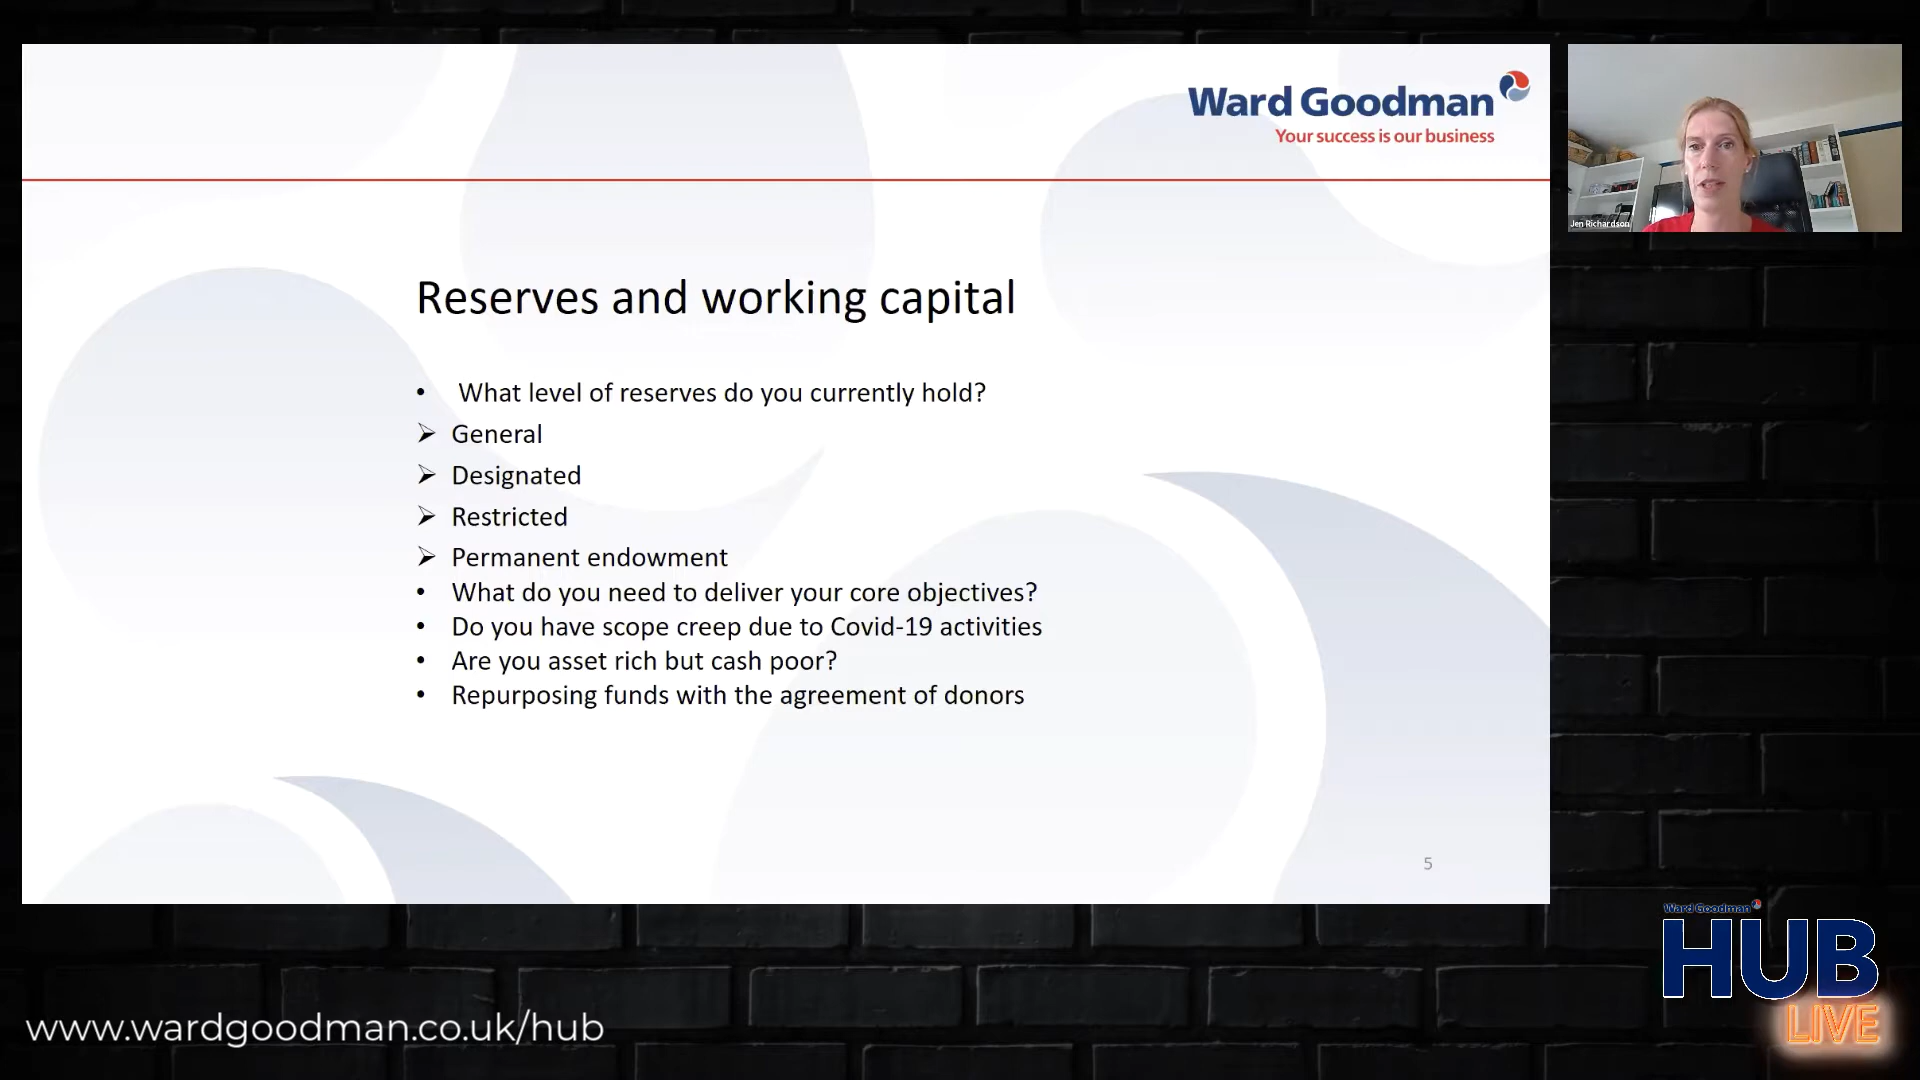 Ward Goodman
Your success is our business
Jen Richardson
Reserves and working capital
• What level of reserves do you currently hold?
➢ General
➢ Designated
➢ Restricted
➢ Permanent endowment
• What do you need to deliver your core objectives?
• Do you have scope creep due to Covid-19 activities
• Are you asset rich but cash poor?
• Repurposing funds with the agreement of donors
5
Ward Goodman
HUB
LIVE
www.wardgoodman.co.uk/hub